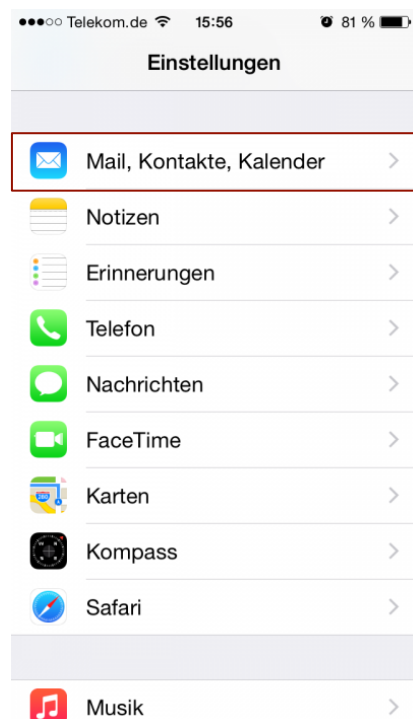 Telekom.de 15:56 81 %
Einstellungen
Mail, Kontakte, Kalender
Notizen
Erinnerungen
Telefon
Nachrichten
FaceTime
Karten
Kompass
Safari
Musik